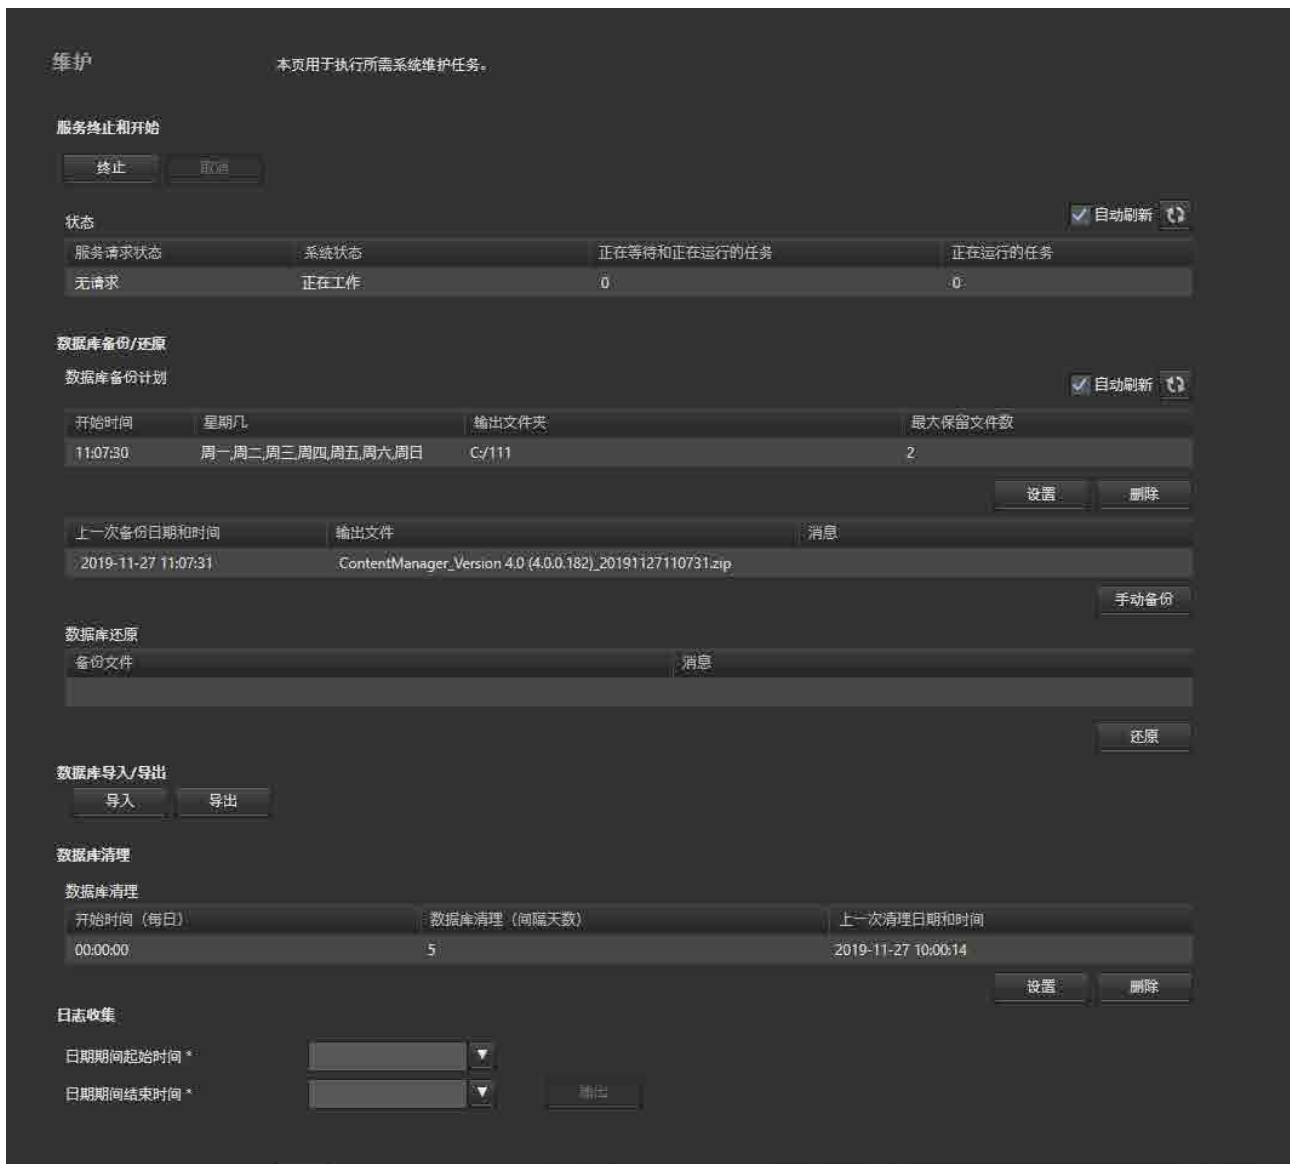 维护 本页用于执行所需系统维护任务。
服务终止和开始
终止 取消
状态 自动刷新
服务请求状态 系统状态 正在等待和正在运行的任务 正在运行的任务
无请求 正在工作 0 0
数据库备份/还原
数据库备份计划 自动刷新
开始时间 星期几 输出文件夹 最大保留文件数
11:07:30 周一,周二,周三,周四,周五,周六,周日 C:/111 2
设置 删除
上一次备份日期和时间 输出文件 消息
2019-11-27 11:07:31 ContentManager_Version 4.0 (4.0.0.182)_20191127110731.zip
手动备份
数据库还原
备份文件 消息
还原
数据库导入/导出
导入 导出
数据库清理
数据库清理
开始时间（每日） 数据库清理（间隔天数） 上一次清理日期和时间
00:00:00 5 2019-11-27 10:00:14
设置 删除
日志收集
日期期间起始时间 *
日期期间结束时间 * 输出